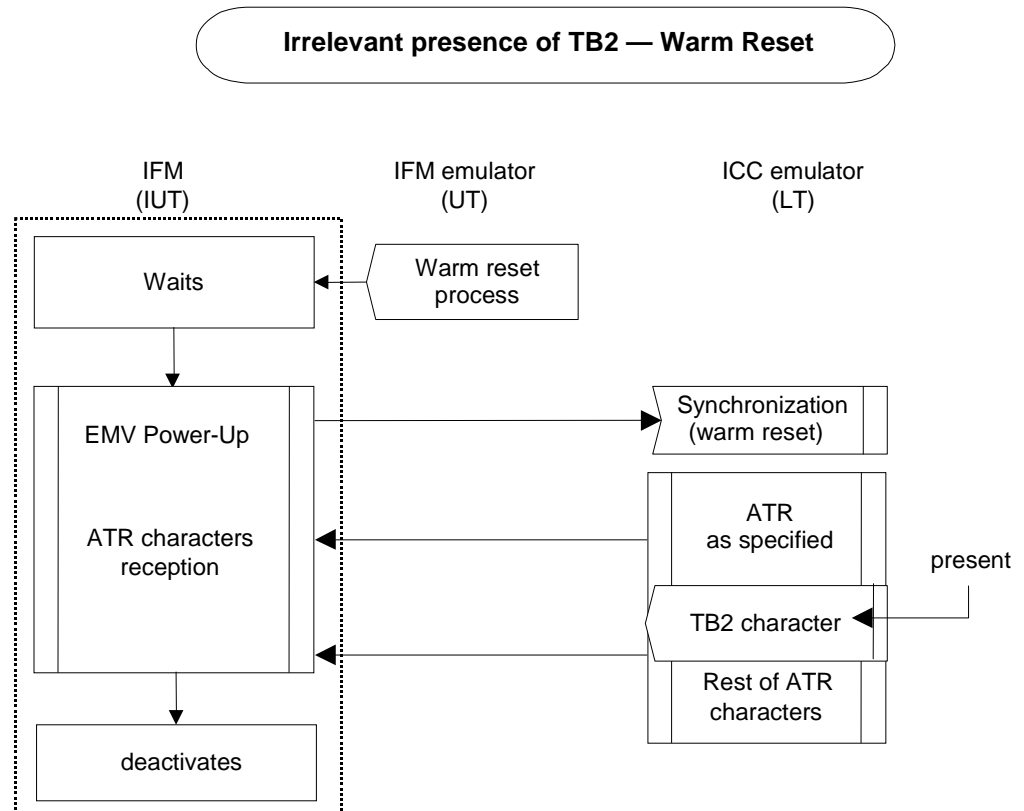 Irrelevant presence of TB2 — Warm Reset
IFM
(IUT)
IFM emulator
(UT)
ICC emulator
(LT)
Waits
Warm reset
process
EMV Power-Up
Synchronization
(warm reset)
ATR characters
reception
ATR
as specified
present
TB2 character
Rest of ATR
characters
deactivates